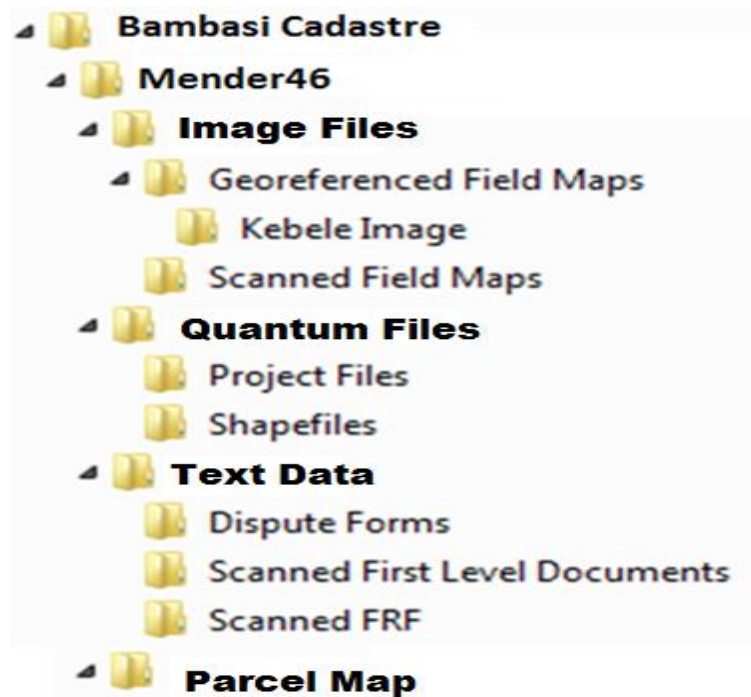 Bambasi Cadastre
Mender46
Image Files
Georeferenced Field Maps
Kebele Image
Scanned Field Maps
Quantum Files
Project Files
Shapefiles
Text Data
Dispute Forms
Scanned First Level Documents
Scanned FRF
Parcel Map